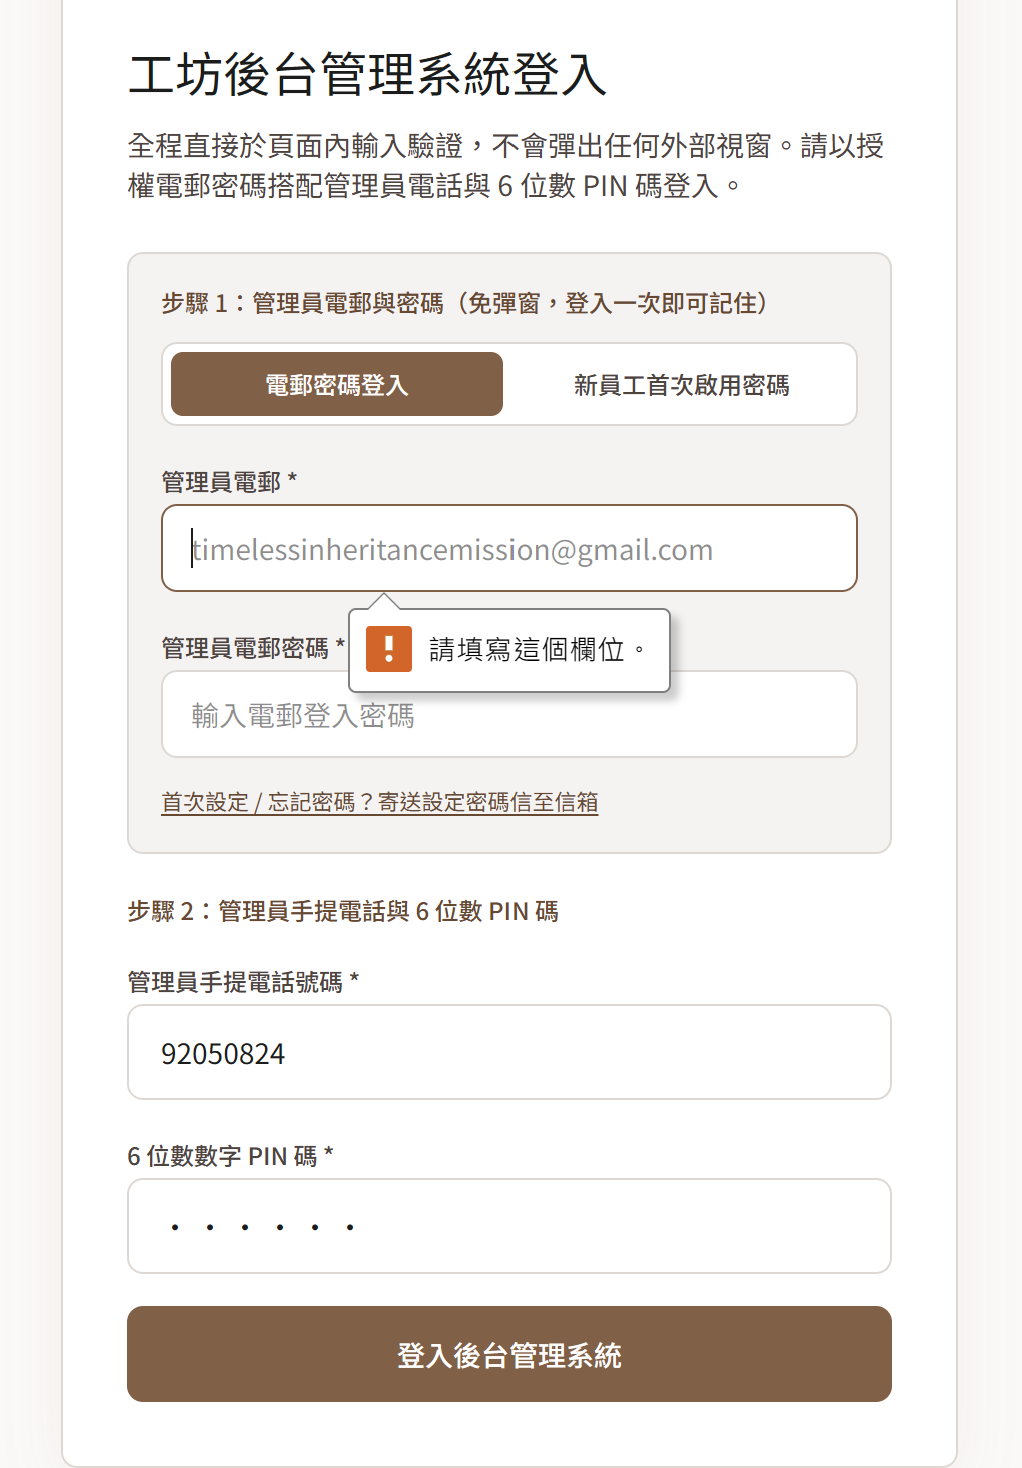 工坊後台管理系統登入
全程直接於頁面內輸入驗證，不會彈出任何外部視窗。請以授
權電郵密碼搭配管理員電話與 6 位數 PIN 碼登入。
步驟 1：管理員電郵與密碼（免彈窗，登入一次即可記住）
電郵密碼登入
新員工首次啟用密碼
管理員電郵 *
timelessinheritancemission@gmail.com
請填寫這個欄位。
管理員電郵密碼 *
輸入電郵登入密碼
首次設定 / 忘記密碼？寄送設定密碼信至信箱
步驟 2：管理員手提電話與 6 位數 PIN 碼
管理員手提電話號碼 *
92050824
6 位數數字 PIN 碼 *
• • • • • •
登入後台管理系統